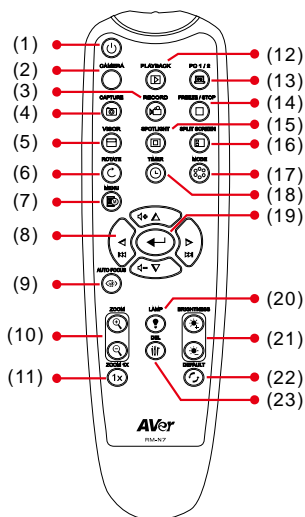 (1)
(2) CAMERA PLAYBACK PC 1 / 2 (12)
(13)
(3) CAPTURE RECORD FREEZE / STOP (14)
(4)
(15)
(5) VISOR SPOTLIGHT SPLIT SCREEN (16)
(6) ROTATE TIMER MODE (17)
(18)
(7) MENU
(19)
(8)
(9) AUTO FOCUS
(20)
ZOOM LAMP BRIGHTNESS
(10) (21)
DEL
(11) ZOOM 1X DEFAULT (22)
1x
(23)
AVer
RM-N7